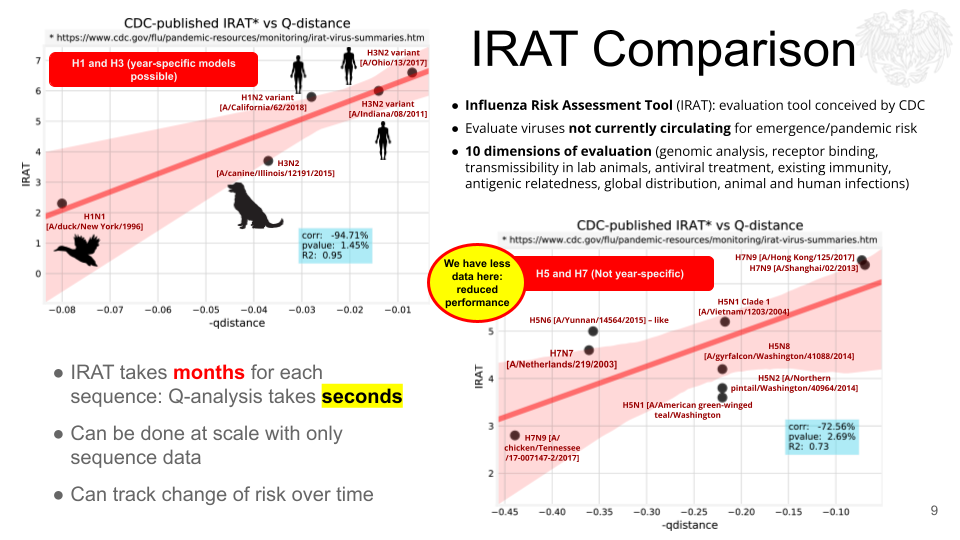 CDC-published IRAT* vs Q-distance
* https://www.cdc.gov/flu/pandemic-resources/monitoring/irat-virus-summaries.htm
H1 and H3 (year-specific models
possible)
H3N2 variant
[A/Ohio/13/2017]
H1N2 variant
[A/California/62/2018]
H3N2 variant
[A/Indiana/08/2011]
H3N2
[A/canine/Illinois/12191/2015]
H1N1
[A/duck/New York/1996]
corr: -94.71%
pvalue: 1.45%
R2: 0.95
IRAT
7
6
5
4
3
2
1
0
−0.08 −0.07 −0.06 −0.05 −0.04 −0.03 −0.02 −0.01
-qdistance
IRAT Comparison
● Influenza Risk Assessment Tool (IRAT): evaluation tool conceived by CDC
● Evaluate viruses not currently circulating for emergence/pandemic risk
● 10 dimensions of evaluation (genomic analysis, receptor binding,
transmissibility in lab animals, antiviral treatment, existing immunity,
antigenic relatedness, global distribution, animal and human infections)
● IRAT takes months for each
sequence: Q-analysis takes seconds
● Can be done at scale with only
sequence data
● Can track change of risk over time
CDC-published IRAT* vs Q-distance
* https://www.cdc.gov/flu/pandemic-resources/monitoring/irat-virus-summaries.htm
We have less
data here:
reduced
performance
H5 and H7 (Not year-specific)
H7N9 [A/Hong Kong/125/2017]
H7N9 [A/Shanghai/02/2013]
H5N1 Clade 1
[A/Vietnam/1203/2004]
H5N6 [A/Yunnan/14564/2015] – like
H7N7
[A/Netherlands/219/2003]
H5N8
[A/gyrfalcon/Washington/41088/2014]
H5N2 [A/Northern
pintail/Washington/40964/2014]
H5N1 [A/American green-winged
teal/Washington
H7N9 [A/
chicken/Tennessee
/17-007147-2/2017]
corr: -72.56%
pvalue: 2.69%
R2: 0.73
IRAT
5
4
3
2
−0.45 −0.40 −0.35 −0.30 −0.25 −0.20 −0.15 −0.10
-qdistance
9